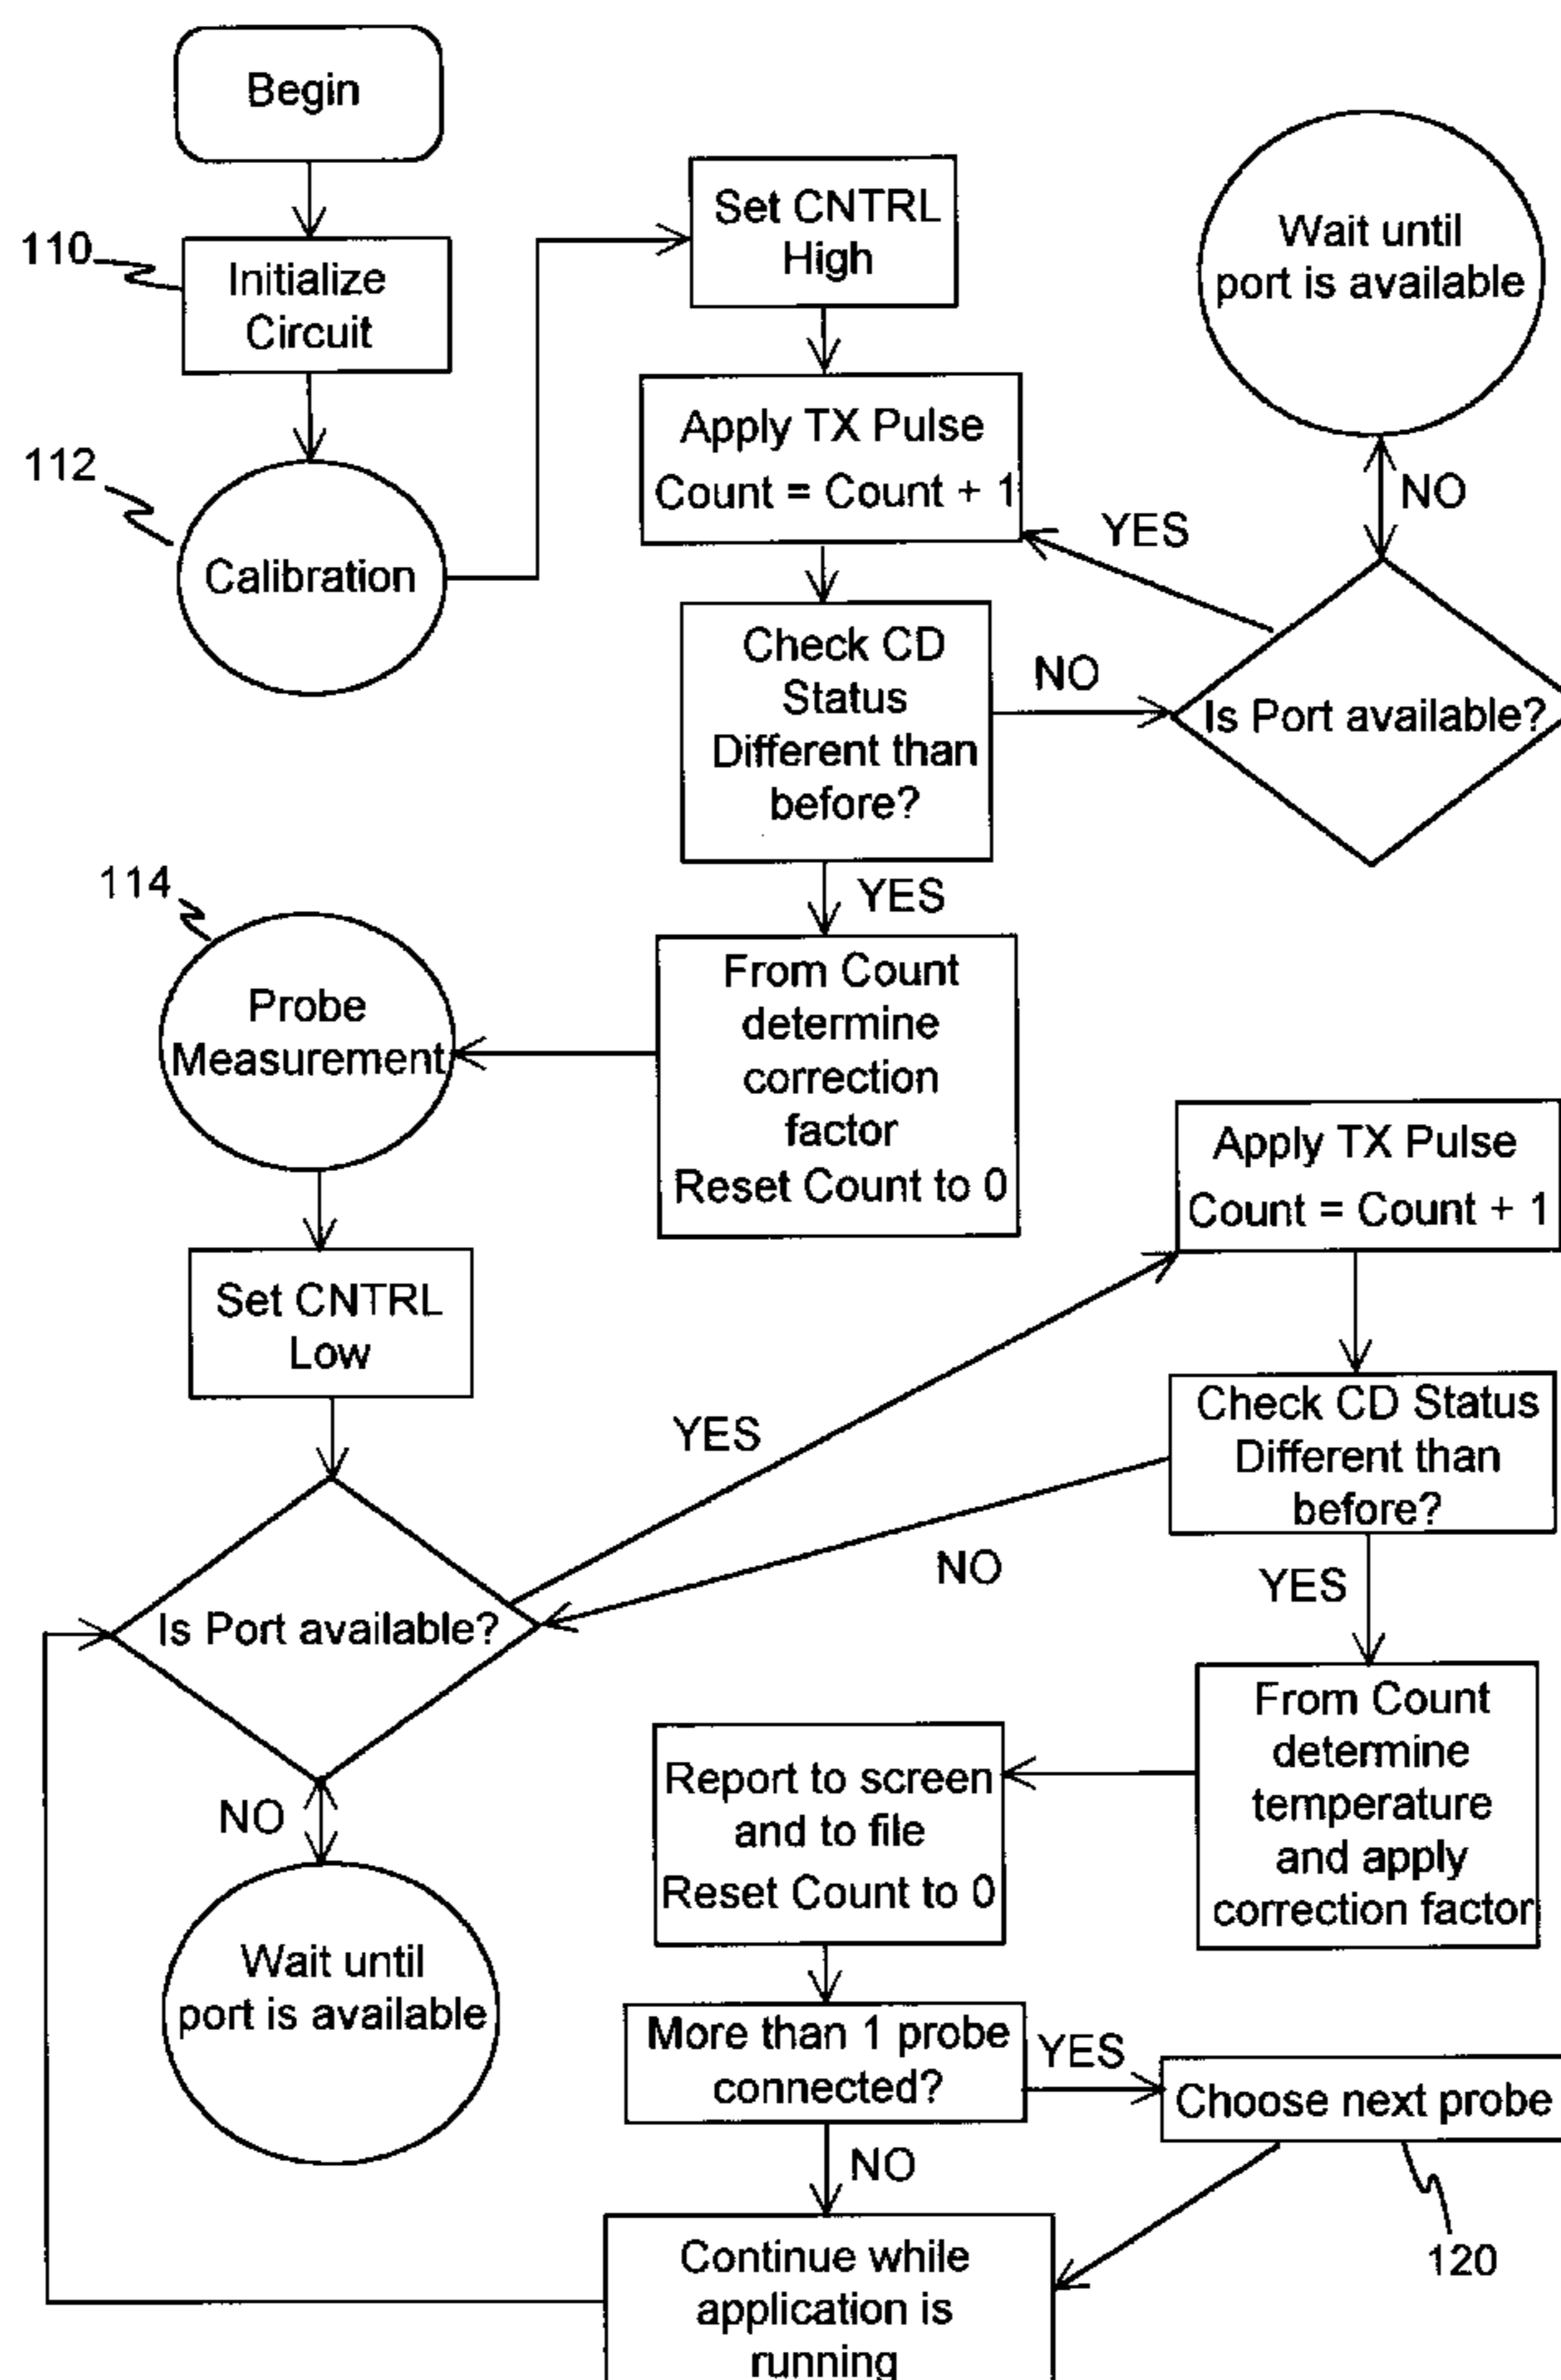 Begin
110
Initialize
Circuit
112
Calibration
Set CNTRL
High
Apply TX Pulse
Count = Count + 1
Wait until
port is available
NO
YES
Check CD
Status
Different than
before?
NO
Is Port available?
YES
From Count
determine
correction
factor
Reset Count to 0
114
Probe
Measurement
Set CNTRL
Low
Is Port available?
NO
Wait until
port is available
YES
Apply TX Pulse
Count = Count + 1
Check CD Status
Different than
before?
NO
YES
From Count
determine
temperature
and apply
correction factor
Report to screen
and to file
Reset Count to 0
More than 1 probe
connected?
YES
Choose next probe
120
NO
Continue while
application is
running